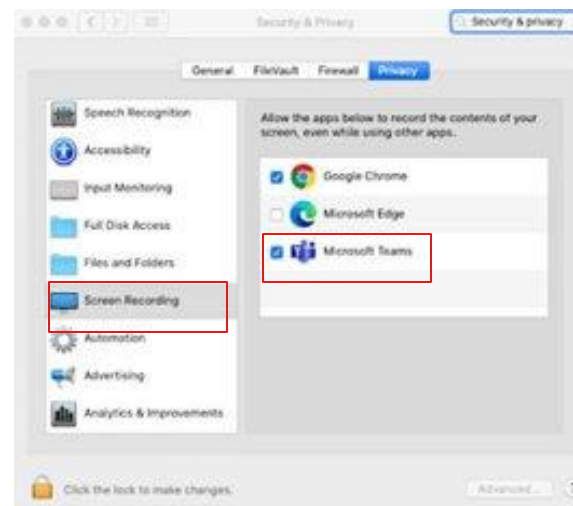 Security & Privacy
Security & privacy
General FileVault Firewall Privacy
Speech Recognition
Accessibility
Input Monitoring
Full Disk Access
Files and Folders
Screen Recording
Automation
Advertising
Analytics & Improvements
Allow the apps below to record the contents of your
screen, even while using other apps.
Google Chrome
Microsoft Edge
Microsoft Teams
Click the lock to make changes.
Advanced...
?